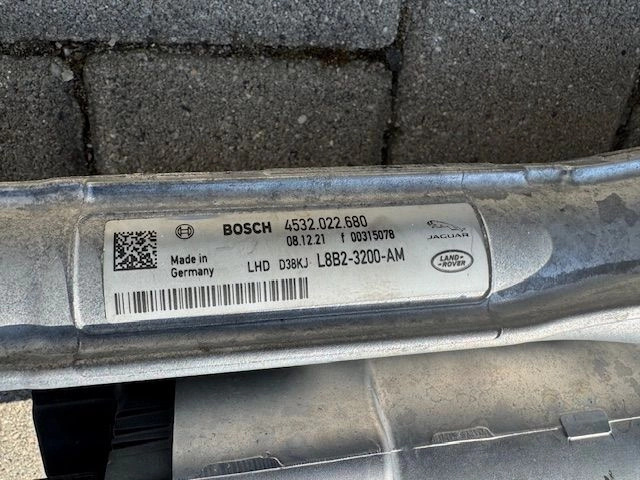 BOSCH 4532.022.680
08.12.21 f 00315078
JAGUAR
Made in
Germany
LHD D38KJ L8B2-3200-AM
LAND-
ROVER